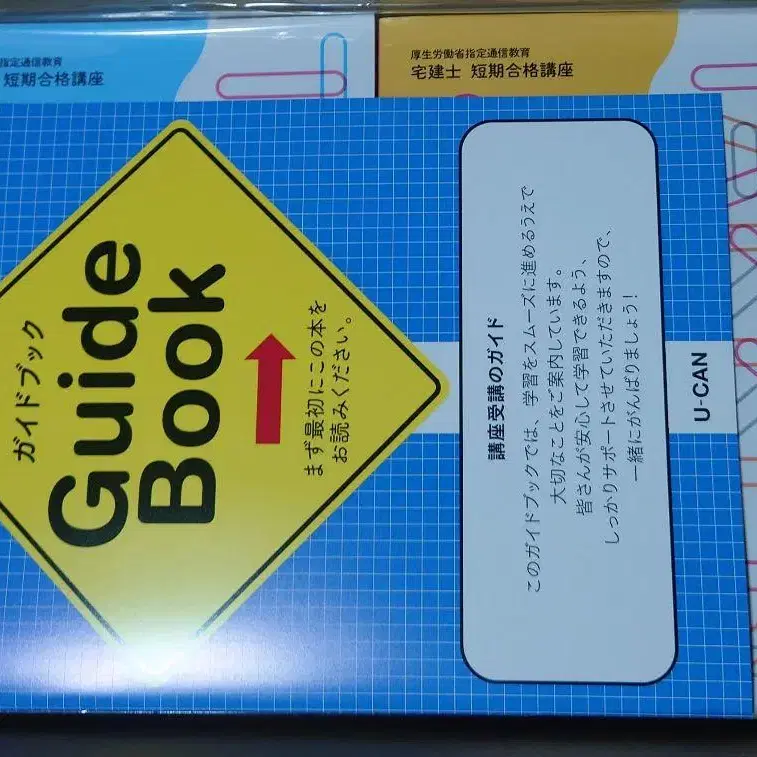 指定通信教育
短期合格講座
厚生労働省指定通信教育
宅建士 短期合格講座
ガイドブック
Guide
Book
まず最初にこの本を
お読みください。
講座受講のガイド
このガイドブックでは、学習をスムーズに進めるうえで
大切なことをご案内しています。
皆さんが安心して学習できるよう、
しっかりサポートさせていただきますので、
一緒にがんばりましょう!
U-CAN